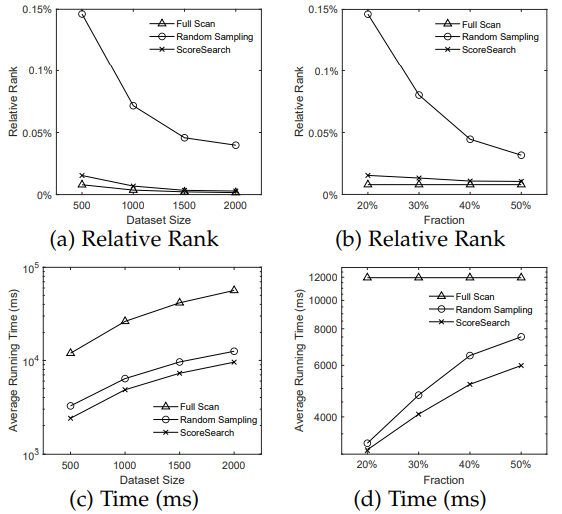 0.15%
0.1%
0.05%
0%
Relative Rank
Full Scan
Random Sampling
ScoreSearch
500 1000 1500 2000
Dataset Size
(a) Relative Rank
0.15%
0.1%
0.05%
0%
Relative Rank
Full Scan
Random Sampling
ScoreSearch
20% 30% 40% 50%
Fraction
(b) Relative Rank
10^5
10^4
10^3
Average Running Time (ms)
Full Scan
Random Sampling
ScoreSearch
500 1000 1500 2000
Dataset Size
(c) Time (ms)
12000
10000
8000
6000
4000
Average Running Time (ms)
Full Scan
Random Sampling
ScoreSearch
20% 30% 40% 50%
Fraction
(d) Time (ms)